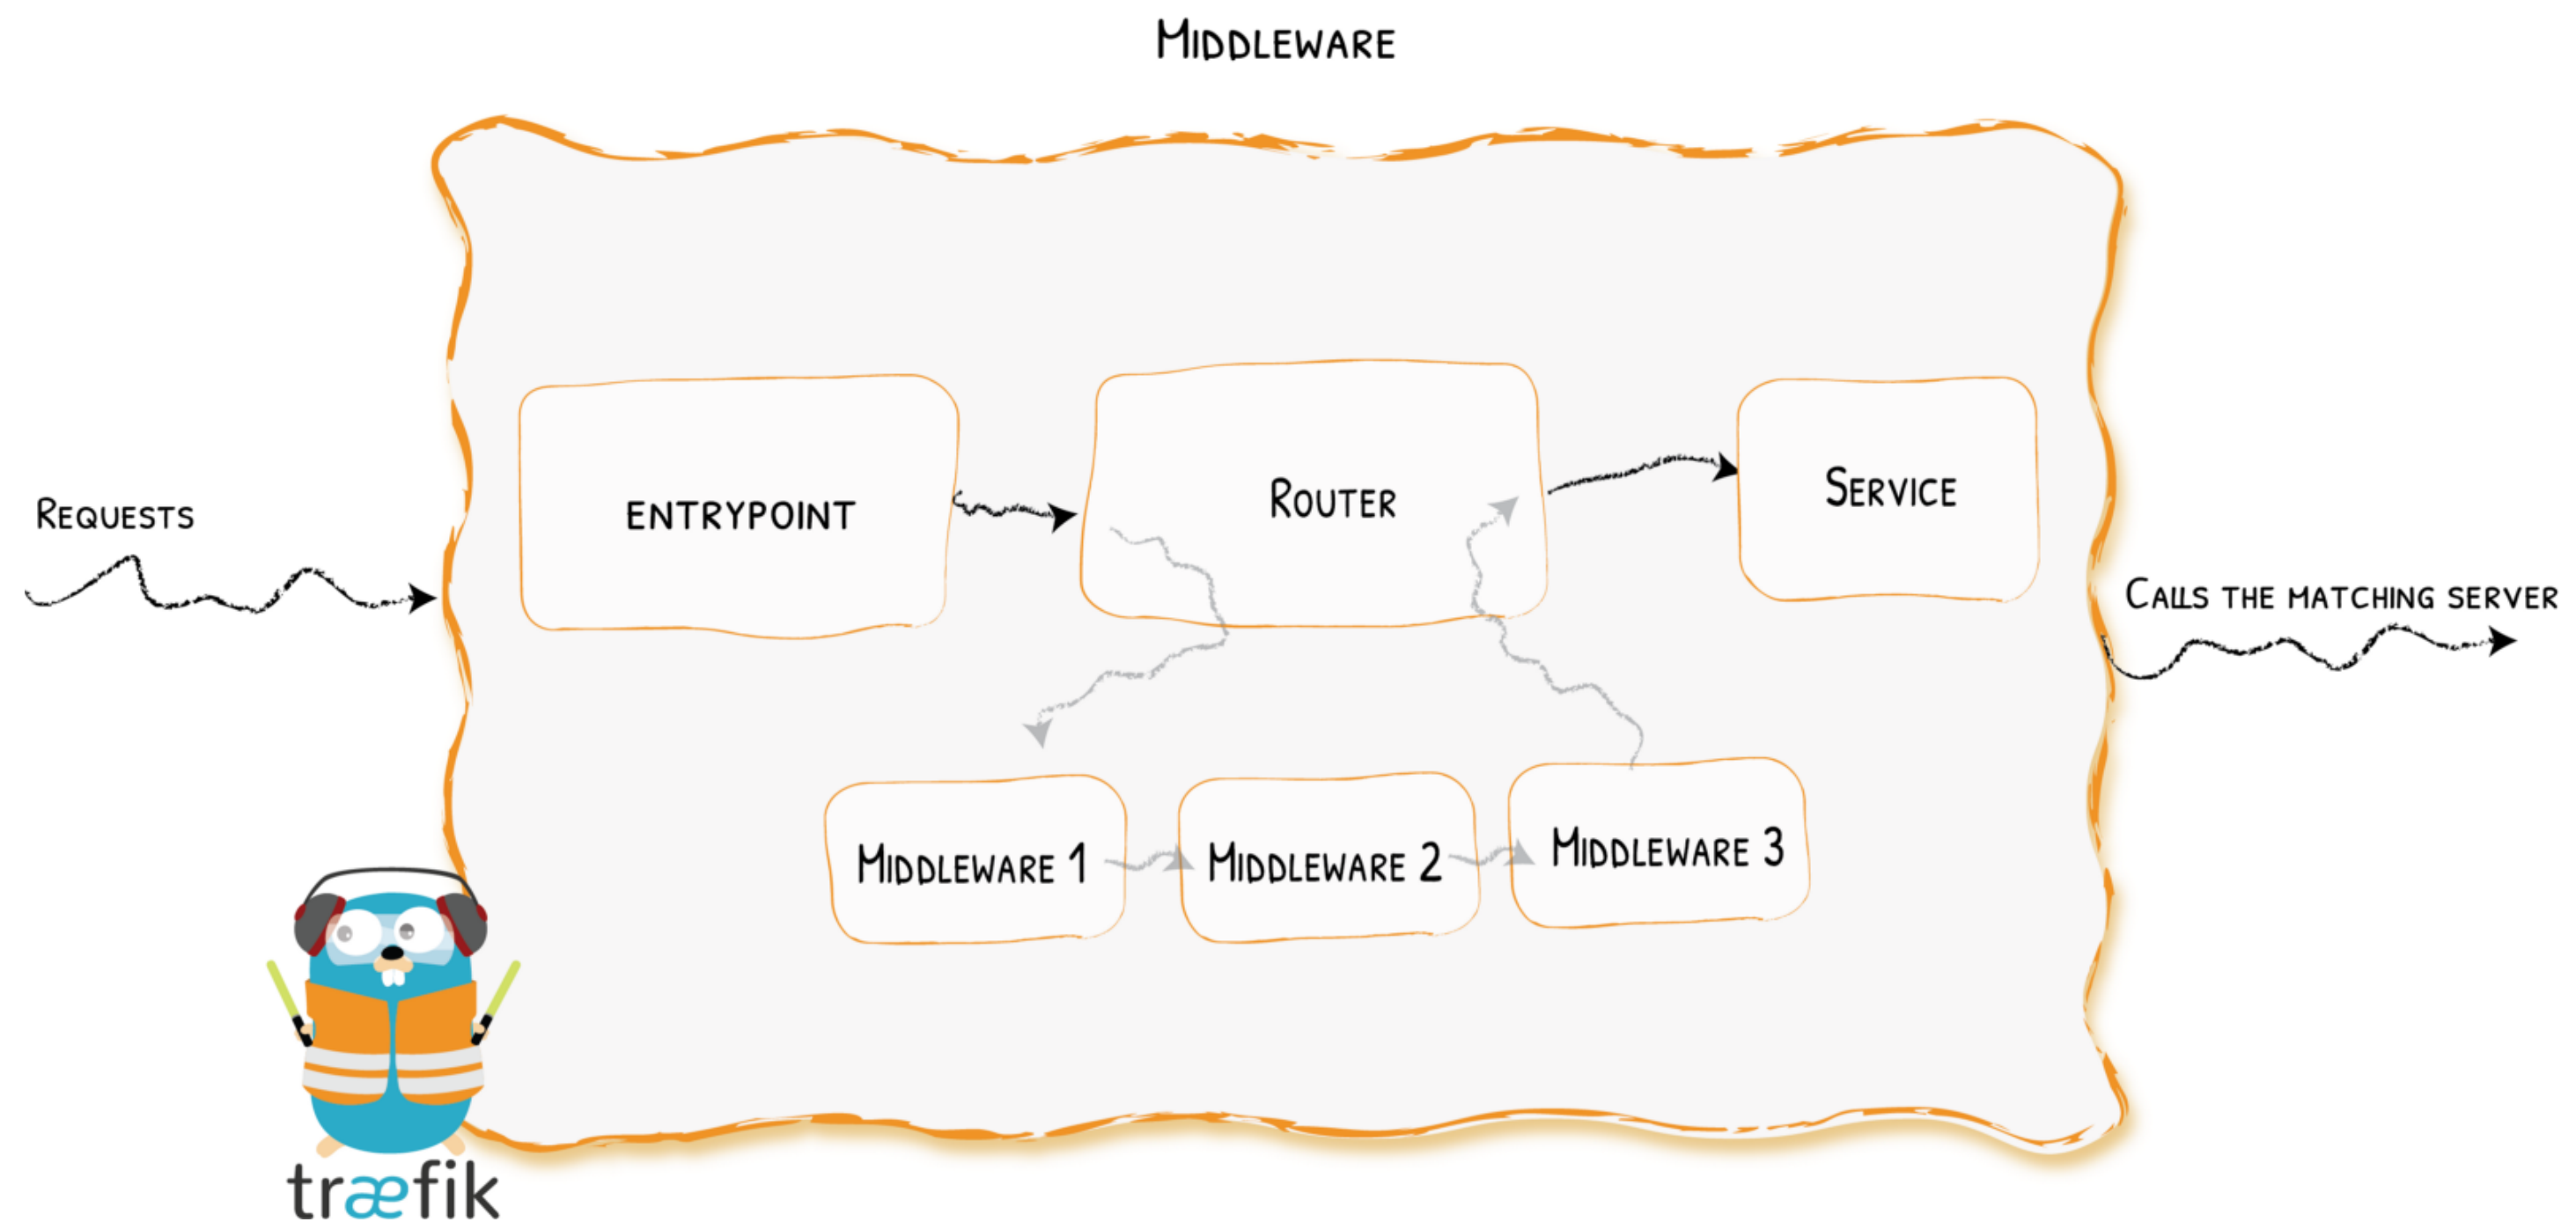 MIDDLEWARE
REQUESTS
ENTRYPOINT
ROUTER
SERVICE
CALLS THE MATCHING SERVER
MIDDLEWARE 1
MIDDLEWARE 2
MIDDLEWARE 3
træfik